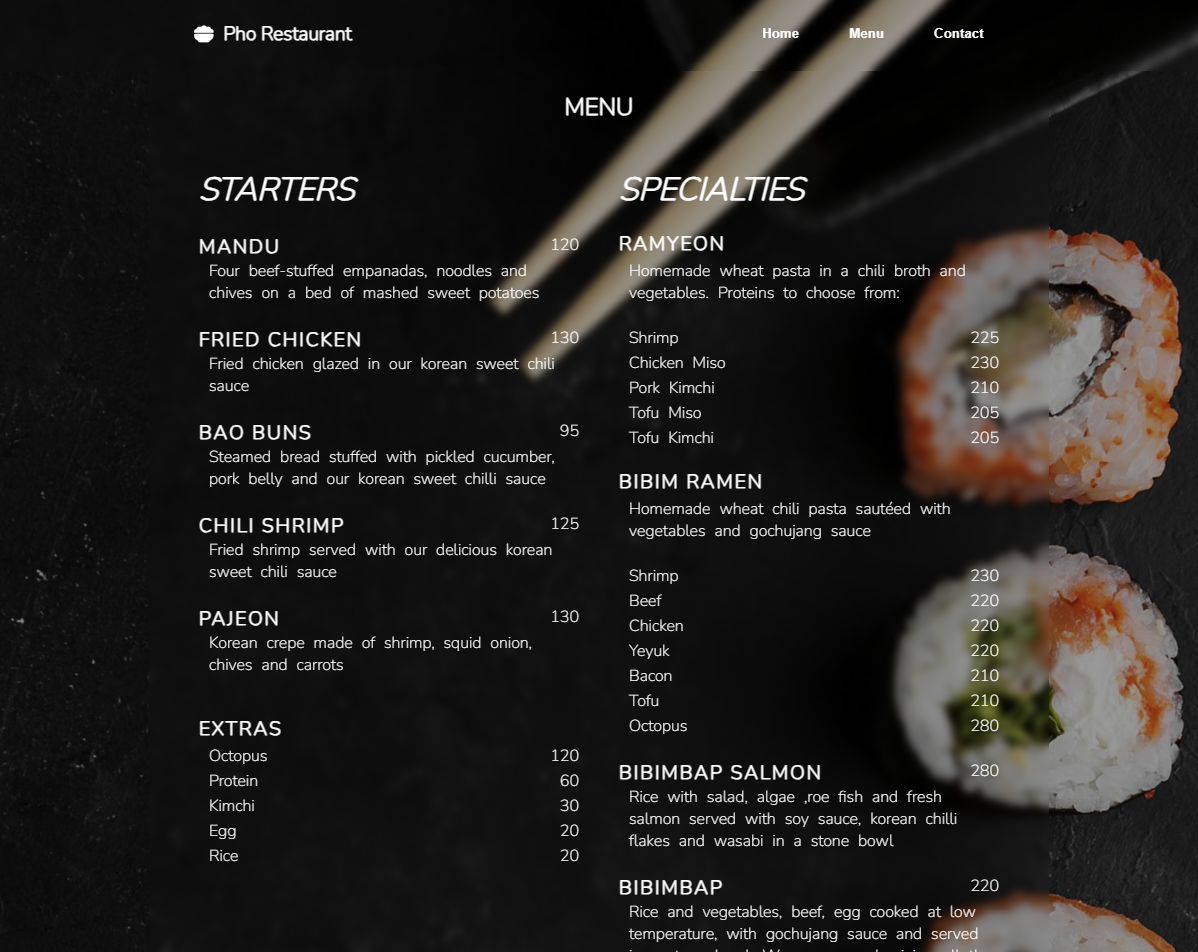 Pho Restaurant
Home Menu Contact
MENU
STARTERS
MANDU 120
Four beef-stuffed empanadas, noodles and
chives on a bed of mashed sweet potatoes
FRIED CHICKEN 130
Fried chicken glazed in our korean sweet chili
sauce
BAO BUNS 95
Steamed bread stuffed with pickled cucumber,
pork belly and our korean sweet chilli sauce
CHILI SHRIMP 125
Fried shrimp served with our delicious korean
sweet chili sauce
PAJEON 130
Korean crepe made of shrimp, squid onion,
chives and carrots
EXTRAS
Octopus 120
Protein 60
Kimchi 30
Egg 20
Rice 20
SPECIALTIES
RAMYEON
Homemade wheat pasta in a chili broth and
vegetables. Proteins to choose from:
Shrimp 225
Chicken Miso 230
Pork Kimchi 210
Tofu Miso 205
Tofu Kimchi 205
BIBIM RAMEN
Homemade wheat chili pasta sautéed with
vegetables and gochujang sauce
Shrimp 230
Beef 220
Chicken 220
Yeyuk 220
Bacon 210
Tofu 210
Octopus 280
BIBIMBAP SALMON 280
Rice with salad, algae ,roe fish and fresh
salmon served with soy sauce, korean chilli
flakes and wasabi in a stone bowl
BIBIMBAP 220
Rice and vegetables, beef, egg cooked at low
temperature, with gochujang sauce and served